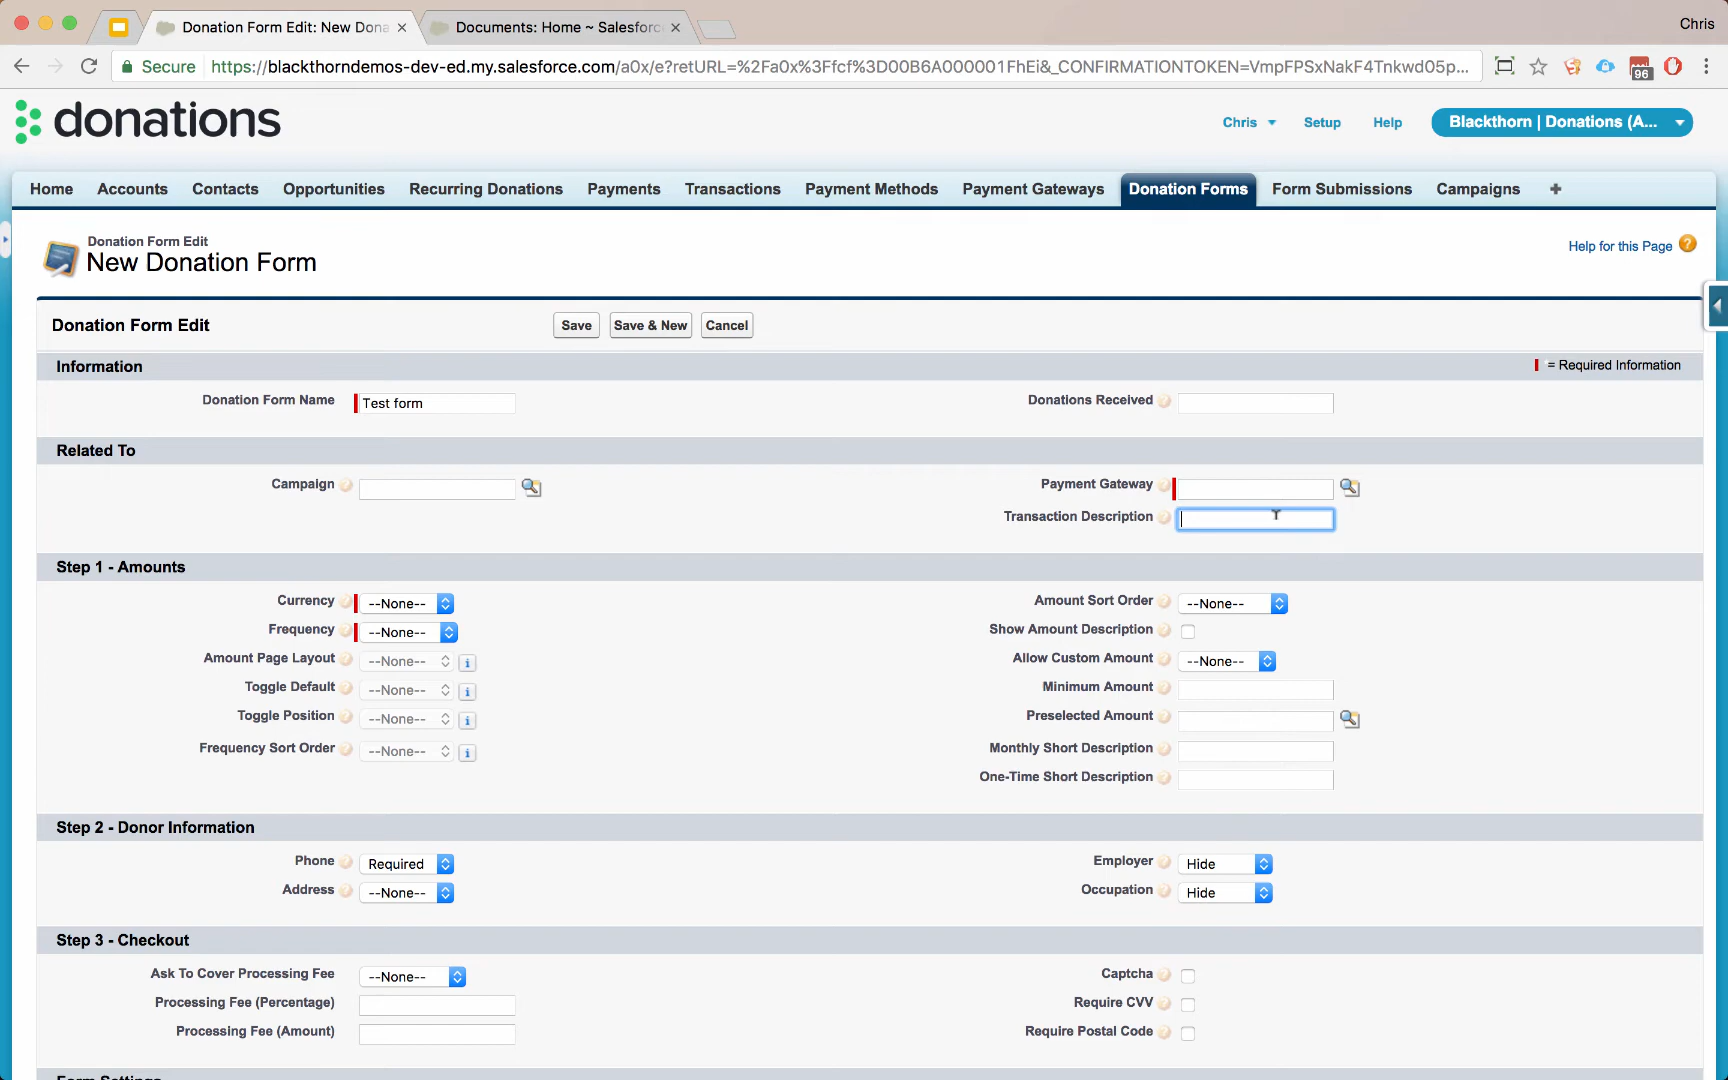 Donation Form Edit: New Dona
Documents: Home ~ Salesforc
Chris
Secure
https://blackthorndemos-dev-ed.my.salesforce.com/a0x/e?retURL=%2Fa0x%3Ffcf%3D00B6A000001FhEi&_CONFIRMATIONTOKEN=VmpFPSxNakF4Tnkwd05p...
96
donations
Chris
Setup
Help
Blackthorn | Donations (A...
Home
Accounts
Contacts
Opportunities
Recurring Donations
Payments
Transactions
Payment Methods
Payment Gateways
Donation Forms
Form Submissions
Campaigns
+
Donation Form Edit
New Donation Form
Help for this Page ?
Donation Form Edit
Save
Save & New
Cancel
Information
= Required Information
Donation Form Name
Test form
Donations Received
Related To
Campaign
Payment Gateway
Transaction Description
Step 1 - Amounts
Currency
--None--
Amount Sort Order
--None--
Frequency
--None--
Show Amount Description
Amount Page Layout
--None--
i
Allow Custom Amount
--None--
Toggle Default
--None--
i
Minimum Amount
Toggle Position
--None--
i
Preselected Amount
Frequency Sort Order
--None--
i
Monthly Short Description
One-Time Short Description
Step 2 - Donor Information
Phone
Required
Employer
Hide
Address
--None--
Occupation
Hide
Step 3 - Checkout
Ask To Cover Processing Fee
--None--
Captcha
Processing Fee (Percentage)
Require CVV
Processing Fee (Amount)
Require Postal Code
Form Settings